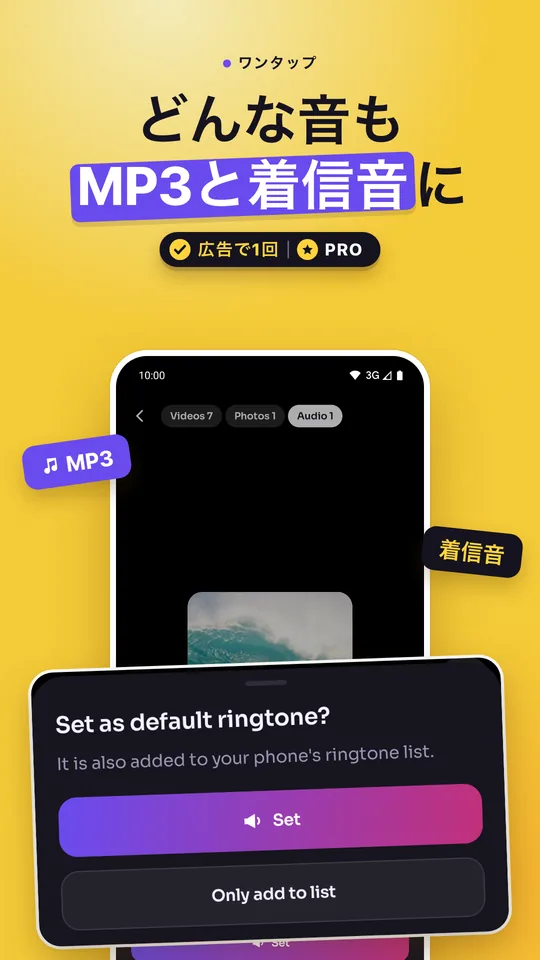 ワンタップ
どんな音も
MP3と着信音に
広告で1回 | PRO
10:00
3G
Videos 7
Photos 1
Audio 1
MP3
着信音
Set as default ringtone?
It is also added to your phone's ringtone list.
Set
Only add to list
Set